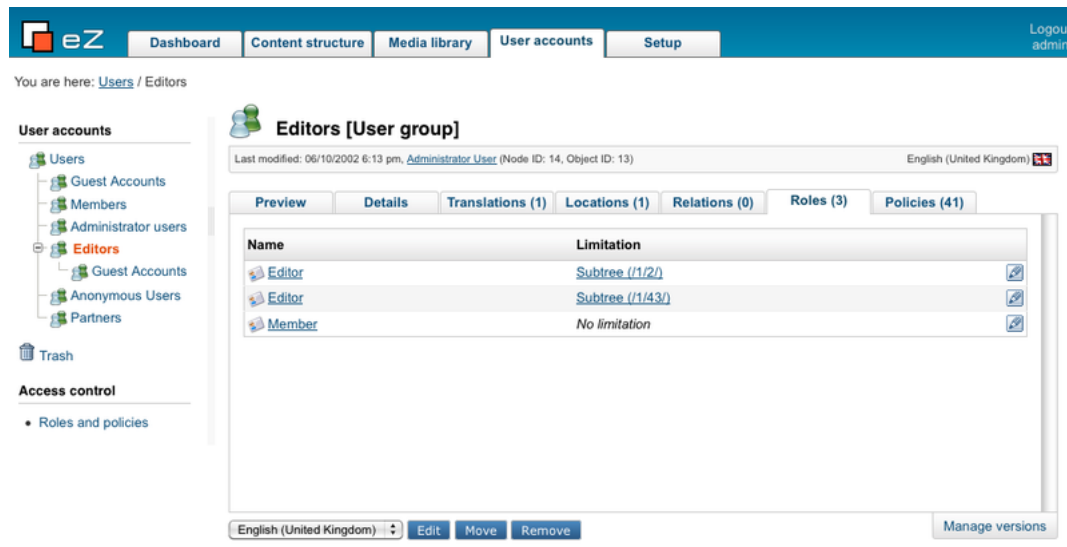 eZ
Dashboard
Content structure
Media library
User accounts
Setup
admin
You are here: Users / Editors
User accounts
Users
Guest Accounts
Members
Administrator users
Editors
Guest Accounts
Anonymous Users
Partners
Trash
Access control
• Roles and policies
Editors [User group]
Last modified: 06/10/2002 6:13 pm, Administrator User (Node ID: 14, Object ID: 13)
English (United Kingdom)
Preview
Details
Translations (1)
Locations (1)
Relations (0)
Roles (3)
Policies (41)
Name Limitation
Editor Subtree (/1/2/)
Editor Subtree (/1/43/)
Member No limitation
English (United Kingdom)
Edit
Move
Remove
Manage versions